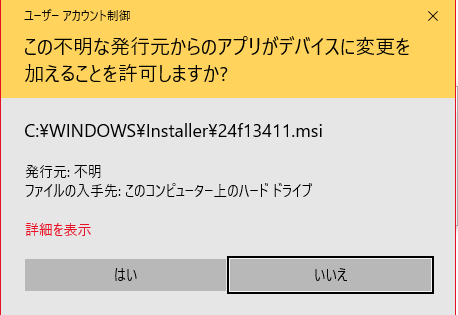 ユーザー アカウント制御
この不明な発行元からのアプリがデバイスに変更を
加えることを許可しますか?
C:¥WINDOWS¥Installer¥24f13411.msi
発行元: 不明
ファイルの入手先: このコンピューター上のハード ドライブ
詳細を表示
はい
いいえ